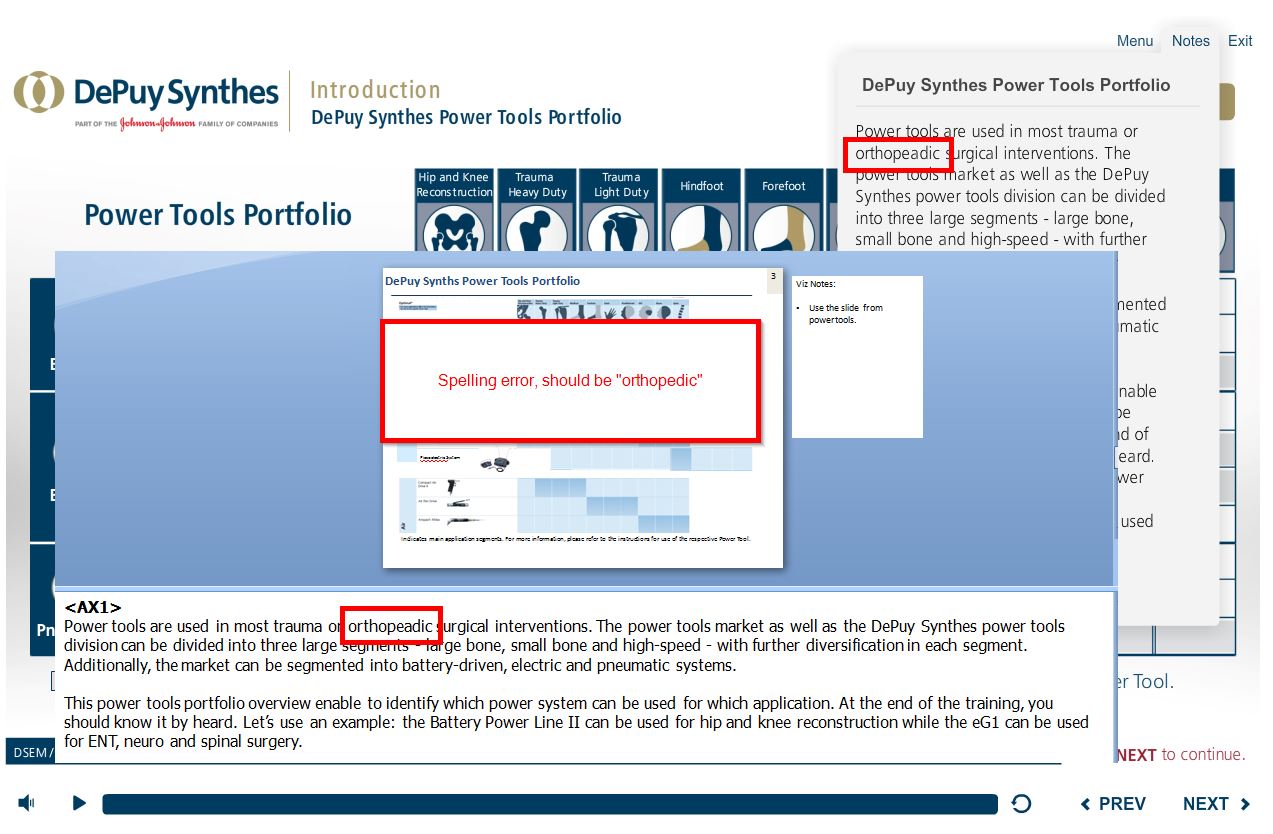 Menu Notes Exit
DePuy Synthes
PART OF THE Johnson & Johnson FAMILY OF COMPANIES
Introduction
DePuy Synthes Power Tools Portfolio
DePuy Synthes Power Tools Portfolio
Power tools are used in most trauma or
orthopeadic surgical interventions. The
power tools market as well as the DePuy
Synthes power tools division can be divided
into three large segments - large bone,
small bone and high-speed - with further
mented
matic
nable
be
nd of
eard.
wer
used
Power Tools Portfolio
Hip and Knee
Reconstruction
Trauma
Heavy Duty
Trauma
Light Duty
Hindfoot
Forefoot
DePuy Synths Power Tools Portfolio
3
Viz Notes:
• Use the slide from
powertools.
Spelling error, should be "orthopedic"
Air
Indicates main application segments. For more information, please refer to the instructions for use of the respective Power Tool.
<AX1>
Power tools are used in most trauma or orthopeadic surgical interventions. The power tools market as well as the DePuy Synthes power tools
division can be divided into three large segments - large bone, small bone and high-speed - with further diversification in each segment.
Additionally, the market can be segmented into battery-driven, electric and pneumatic systems.
This power tools portfolio overview enable to identify which power system can be used for which application. At the end of the training, you
should know it by heard. Let's use an example: the Battery Power Line II can be used for hip and knee reconstruction while the eG1 can be used
for ENT, neuro and spinal surgery.
Pn
er Tool.
DSEM/
NEXT to continue.
PREV NEXT